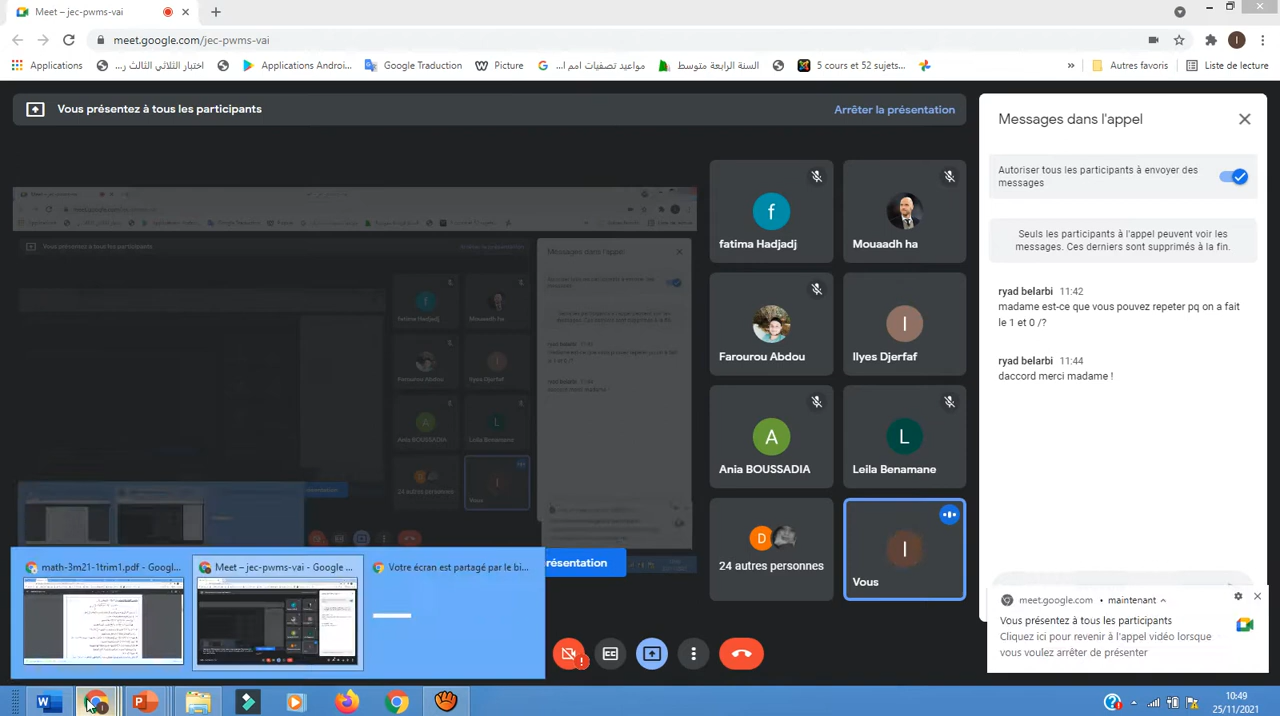 Meet – jec-pwms-vai
meet.google.com/jec-pwms-vai
Applications
اختبار الثلاثي الثالث ر...
Applications Androi...
Google Traduction
Picture
مواعيد تصفيات امم ا...
السنة الرابعة متوسط
5 cours et 52 sujets...
»
Autres favoris
Liste de lecture
Vous présentez à tous les participants
Arrêter la présentation
Messages dans l'appel
Autoriser tous les participants à envoyer des
messages
Seuls les participants à l'appel peuvent voir les
messages. Ces derniers sont supprimés à la fin.
ryad belarbi 11:42
madame est-ce que vous pouvez repeter pq on a fait
le 1 et 0 /?
ryad belarbi 11:44
daccord merci madame !
f
fatima Hadjadj
Mouaadh ha
Farourou Abdou
I
Ilyes Djerfaf
A
Ania BOUSSADIA
L
Leila Benamane
D
24 autres personnes
I
Vous
math-3m21-1trim1.pdf - Googl...
Meet – jec-pwms-vai - Google ...
Votre écran est partagé par le bi...
résentation
meet.google.com • maintenant
Vous présentez à tous les participants
Cliquez ici pour revenir à l'appel vidéo lorsque
vous voulez arrêter de présenter
10:49
25/11/2021